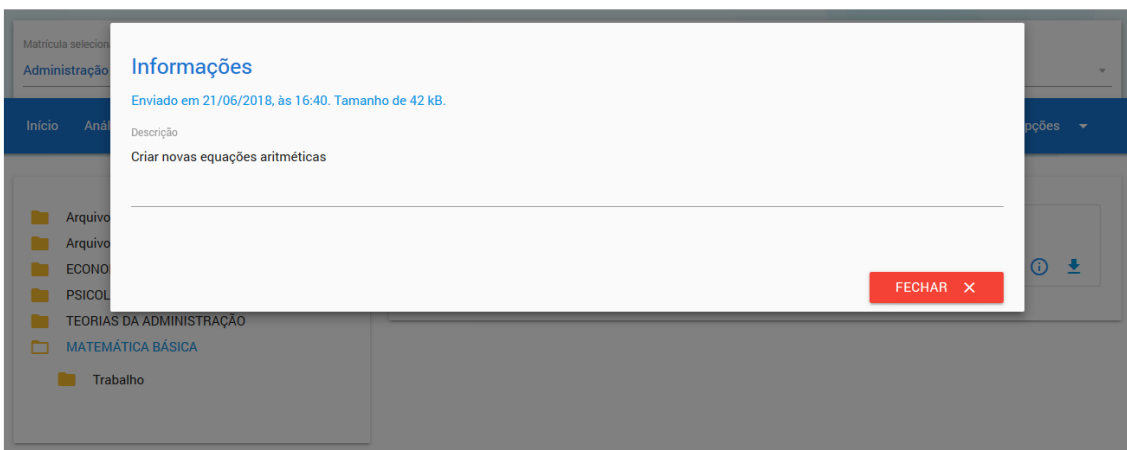 Matrícula selecion
Administração
Informações
Enviado em 21/06/2018, às 16:40. Tamanho de 42 kB.
Início Anál
pções
Descrição
Criar novas equações aritméticas
Arquivo
Arquivo
ECONO
PSICOL
FECHAR
TEORIAS DA ADMINISTRAÇÃO
MATEMÁTICA BÁSICA
Trabalho